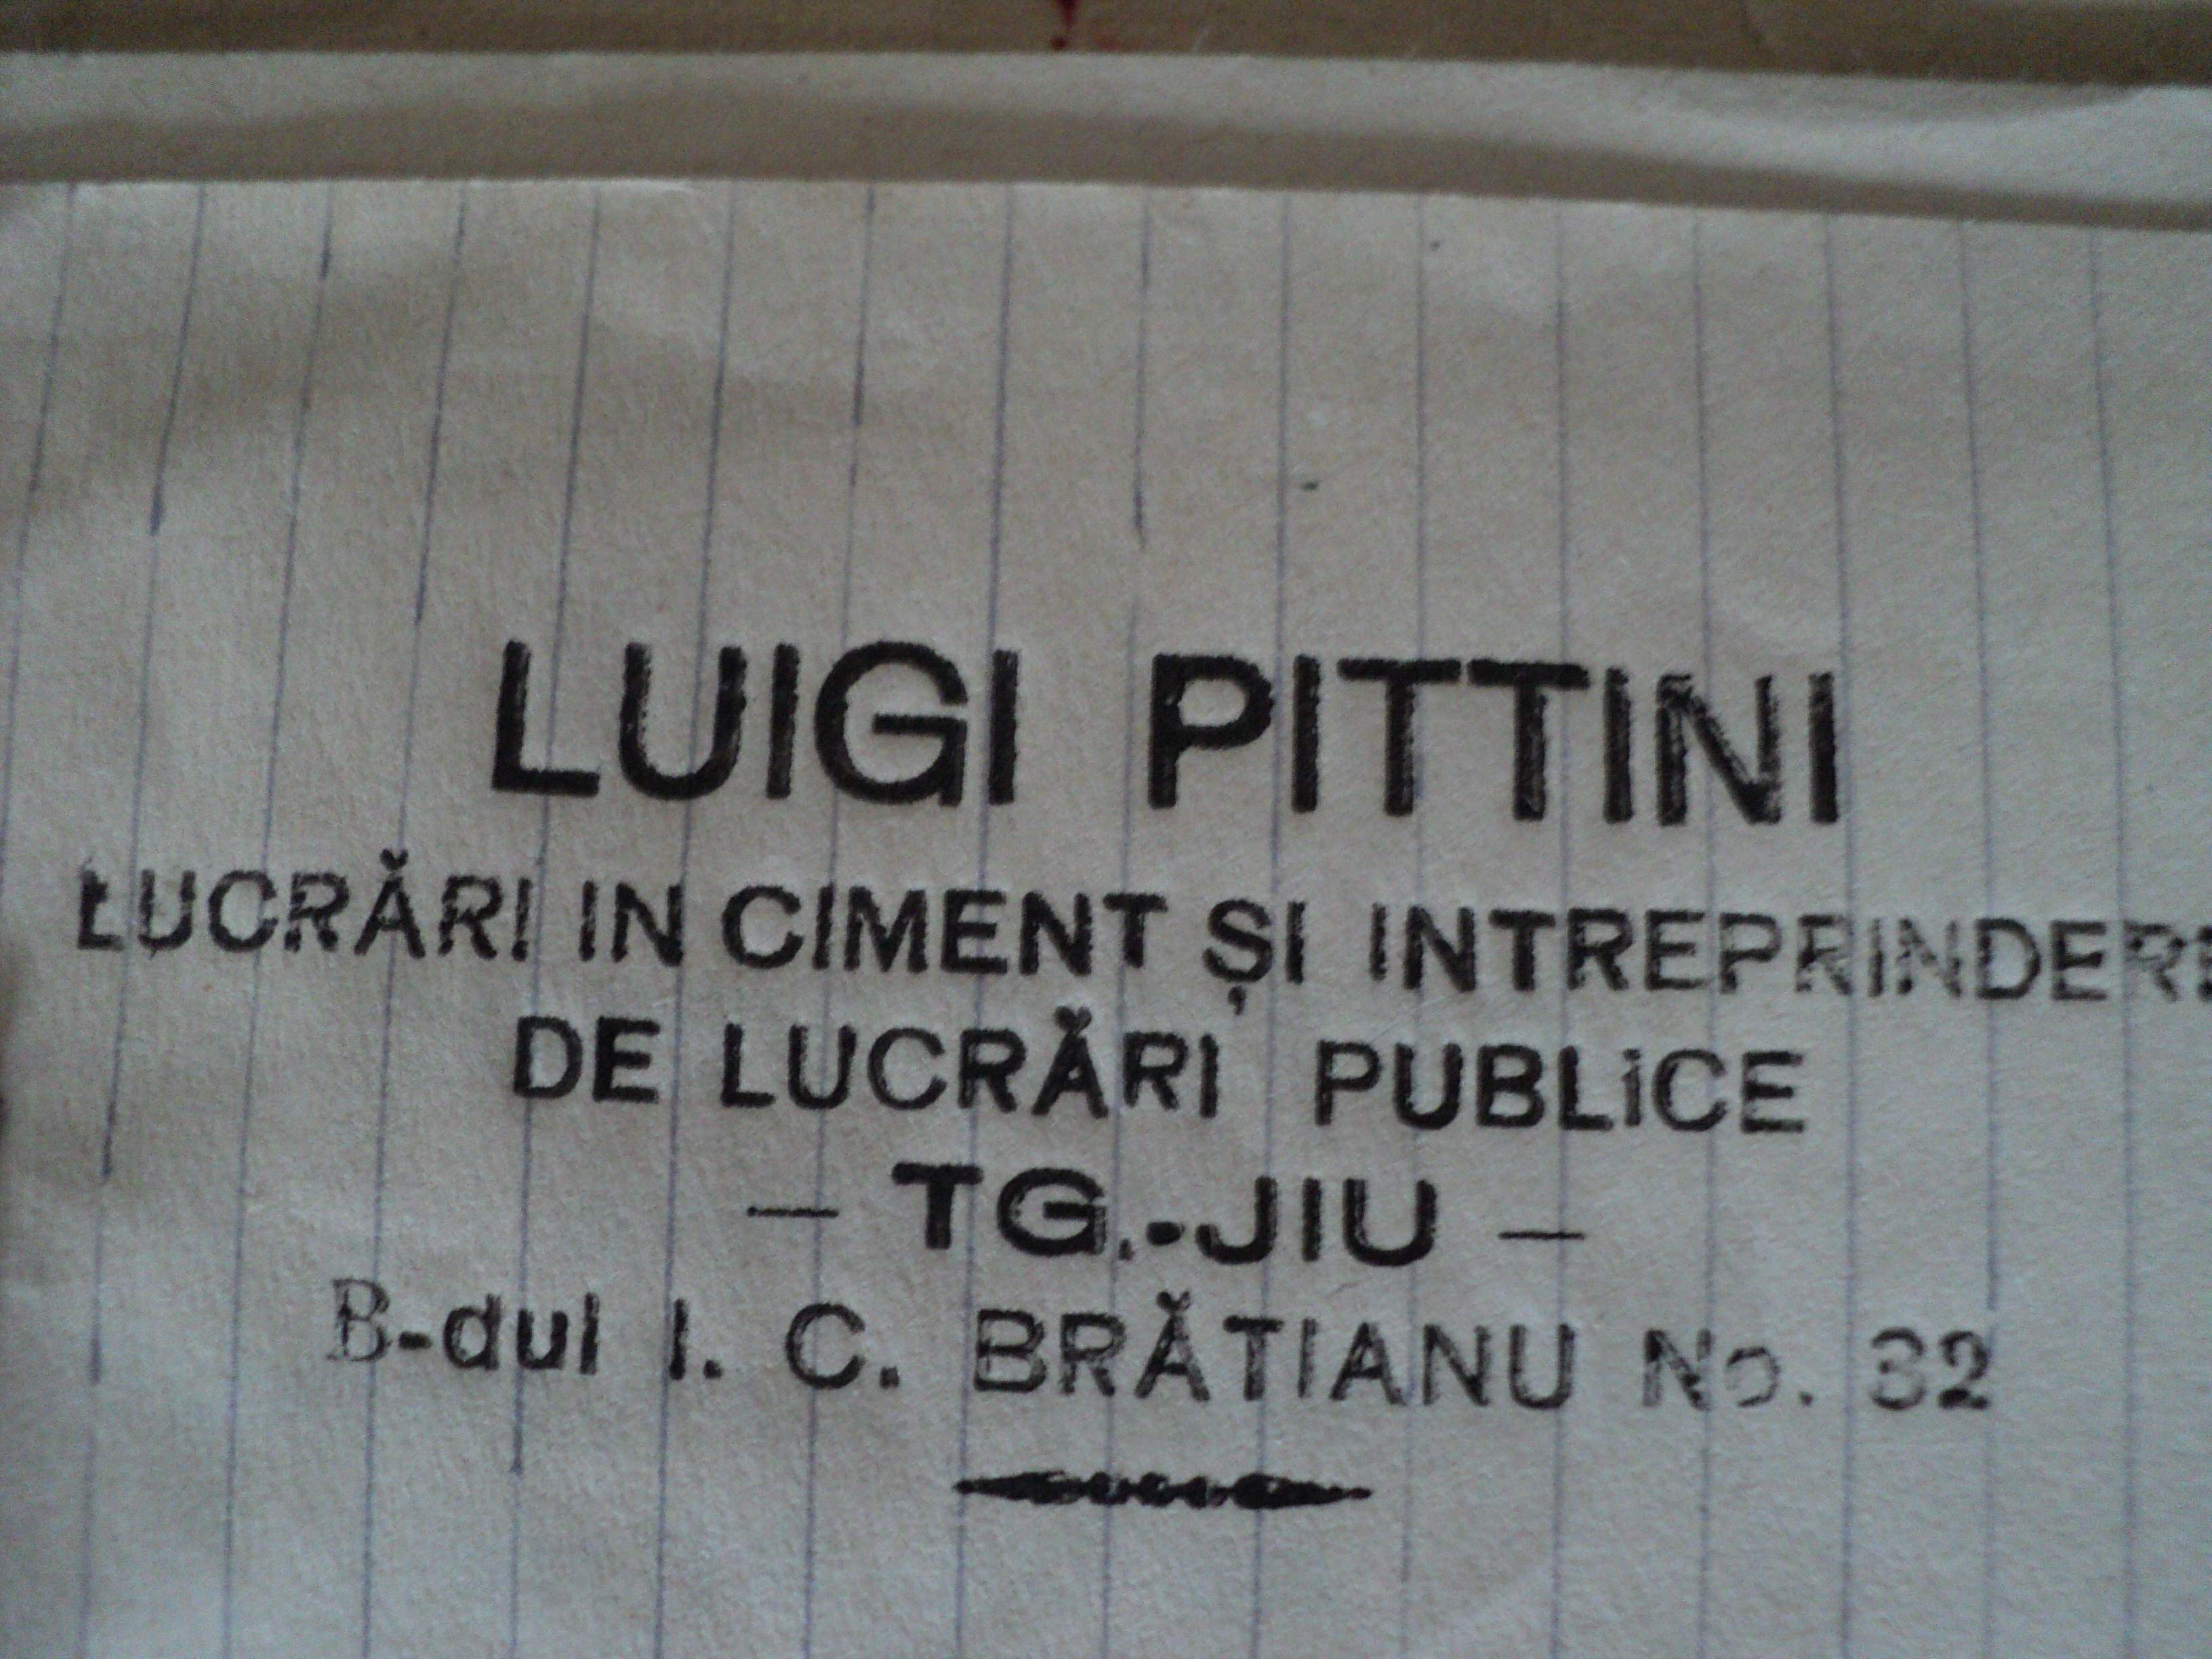 LUIGI PITTINI
LUCRĂRI IN CIMENT ȘI INTREPRINDERI
DE LUCRĂRI PUBLICE
— TG.-JIU —
B-dul I. C. BRĂTIANU No. 32